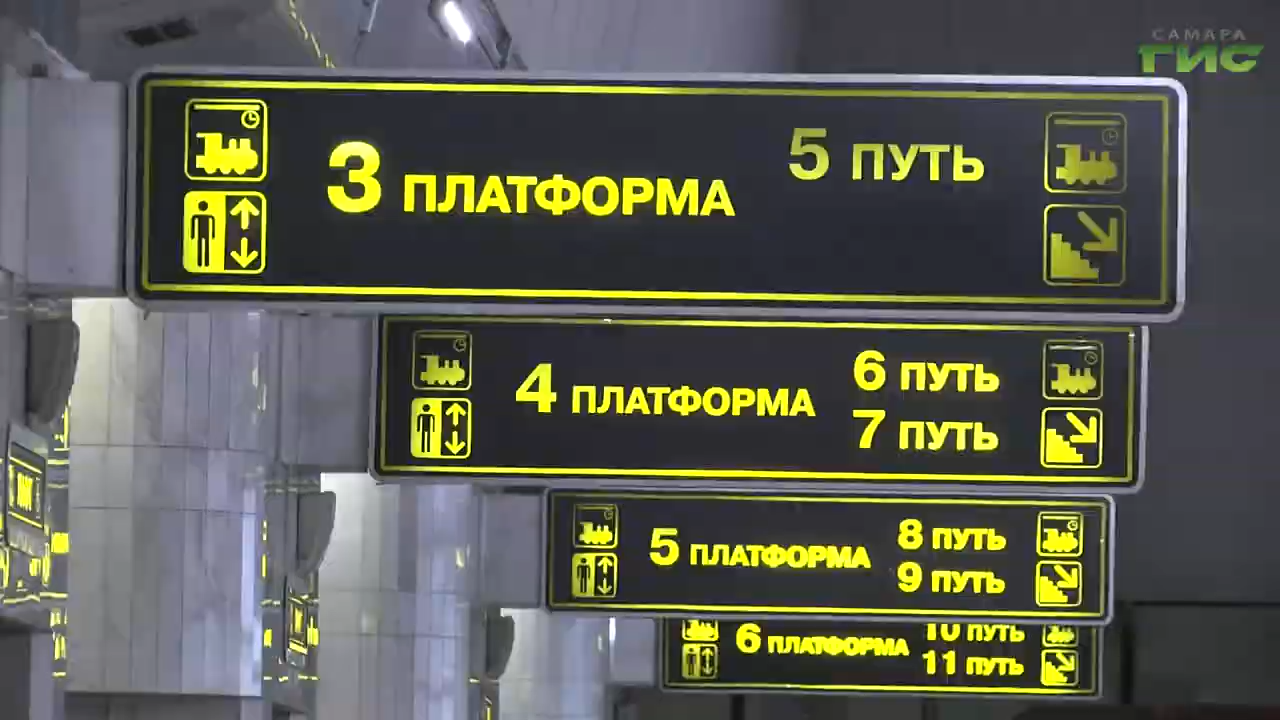 САМАРА
ГИС
3 ПЛАТФОРМА
5 ПУТЬ
4 ПЛАТФОРМА
6 ПУТЬ
7 ПУТЬ
5 ПЛАТФОРМА
8 ПУТЬ
9 ПУТЬ
6 ПЛАТФОРМА
10 ПУТЬ
11 ПУТЬ